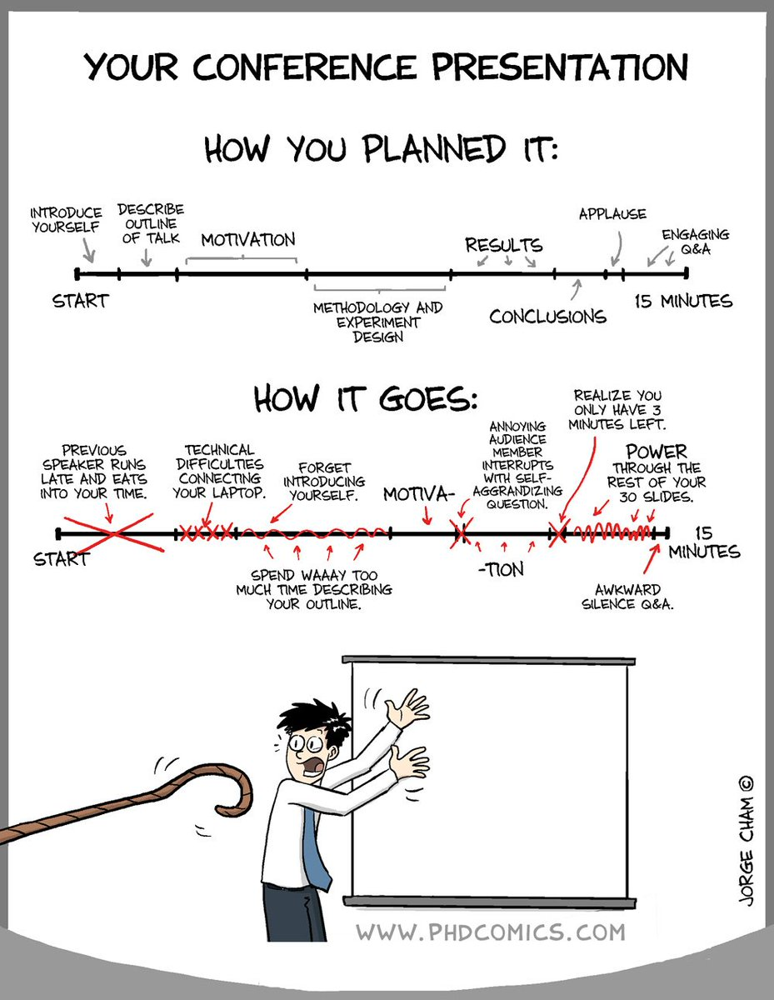 YOUR CONFERENCE PRESENTATION
HOW YOU PLANNED IT:
INTRODUCE
YOURSELF
DESCRIBE
OUTLINE
OF TALK
MOTIVATION
METHODOLOGY AND
EXPERIMENT
DESIGN
RESULTS
CONCLUSIONS
APPLAUSE
ENGAGING
Q&A
START
15 MINUTES
HOW IT GOES:
PREVIOUS
SPEAKER RUNS
LATE AND EATS
INTO YOUR TIME.
TECHNICAL
DIFFICULTIES
CONNECTING
YOUR LAPTOP.
FORGET
INTRODUCING
YOURSELF.
SPEND WAAAY TOO
MUCH TIME DESCRIBING
YOUR OUTLINE.
MOTIVA-
ANNOYING
AUDIENCE
MEMBER
INTERRUPTS
WITH SELF-
AGGRANDIZING
QUESTION.
-TION
REALIZE YOU
ONLY HAVE 3
MINUTES LEFT.
POWER
THROUGH THE
REST OF YOUR
30 SLIDES.
AWKWARD
SILENCE Q&A.
START
15
MINUTES
JORGE CHAM ©
WWW.PHDCOMICS.COM